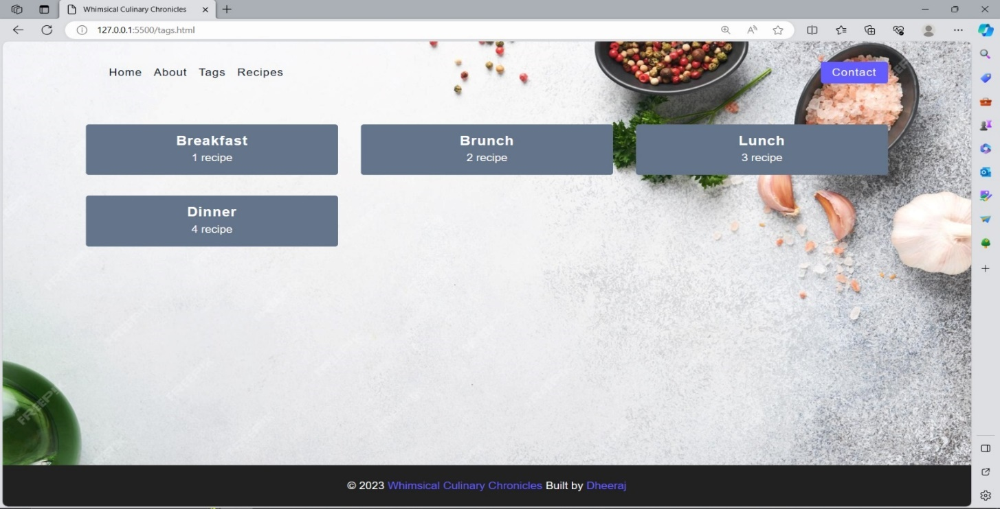 Whimsical Culinary Chronicles
127.0.0.1:5500/tags.html
Home About Tags Recipes Contact
Breakfast
1 recipe
Brunch
2 recipe
Lunch
3 recipe
Dinner
4 recipe
FREEPIK
© 2023 Whimsical Culinary Chronicles Built by Dheeraj